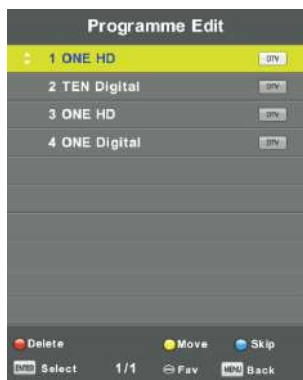 Programme Edit
1 ONE HD DTV
2 TEN Digital DTV
3 ONE HD DTV
4 ONE Digital DTV
Delete Move Skip
ENTER Select 1/1 Fav MENU Back